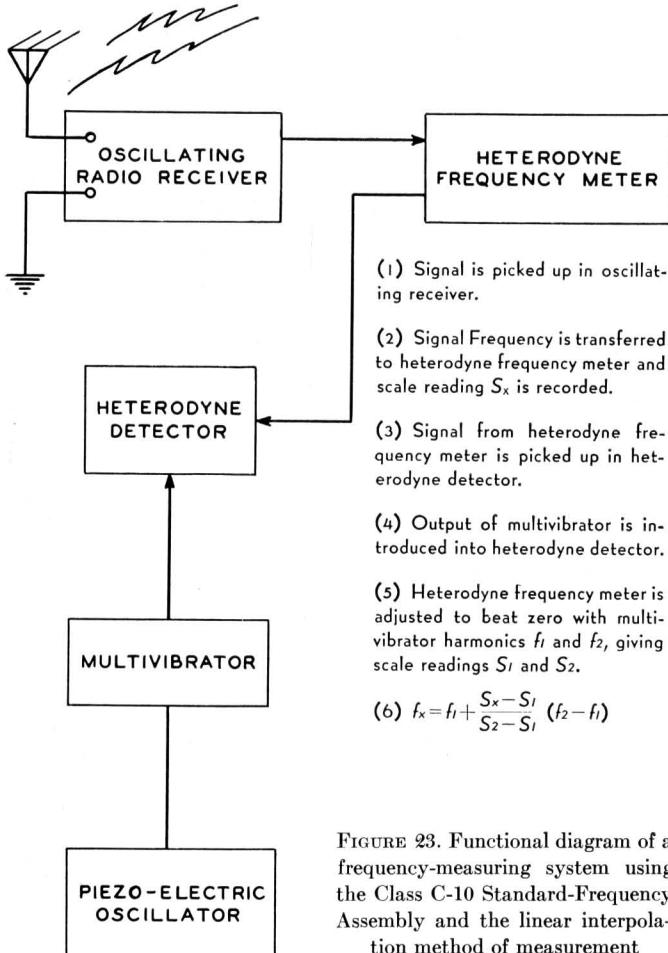 OSCILLATING
RADIO RECEIVER
HETERODYNE
FREQUENCY METER
(1) Signal is picked up in oscillat-
ing receiver.
(2) Signal Frequency is transferred
to heterodyne frequency meter and
scale reading Sₓ is recorded.
HETERODYNE
DETECTOR
(3) Signal from heterodyne fre-
quency meter is picked up in het-
erodyne detector.
(4) Output of multivibrator is in-
troduced into heterodyne detector.
(5) Heterodyne frequency meter is
adjusted to beat zero with multi-
vibrator harmonics f₁ and f₂, giving
scale readings S₁ and S₂.
MULTIVIBRATOR
(6) fₓ = f₁ + (Sₓ − S₁)/(S₂ − S₁) (f₂ − f₁)
PIEZO-ELECTRIC
OSCILLATOR
FIGURE 23. Functional diagram of a
frequency-measuring system using
the Class C-10 Standard-Frequency
Assembly and the linear interpola-
tion method of measurement